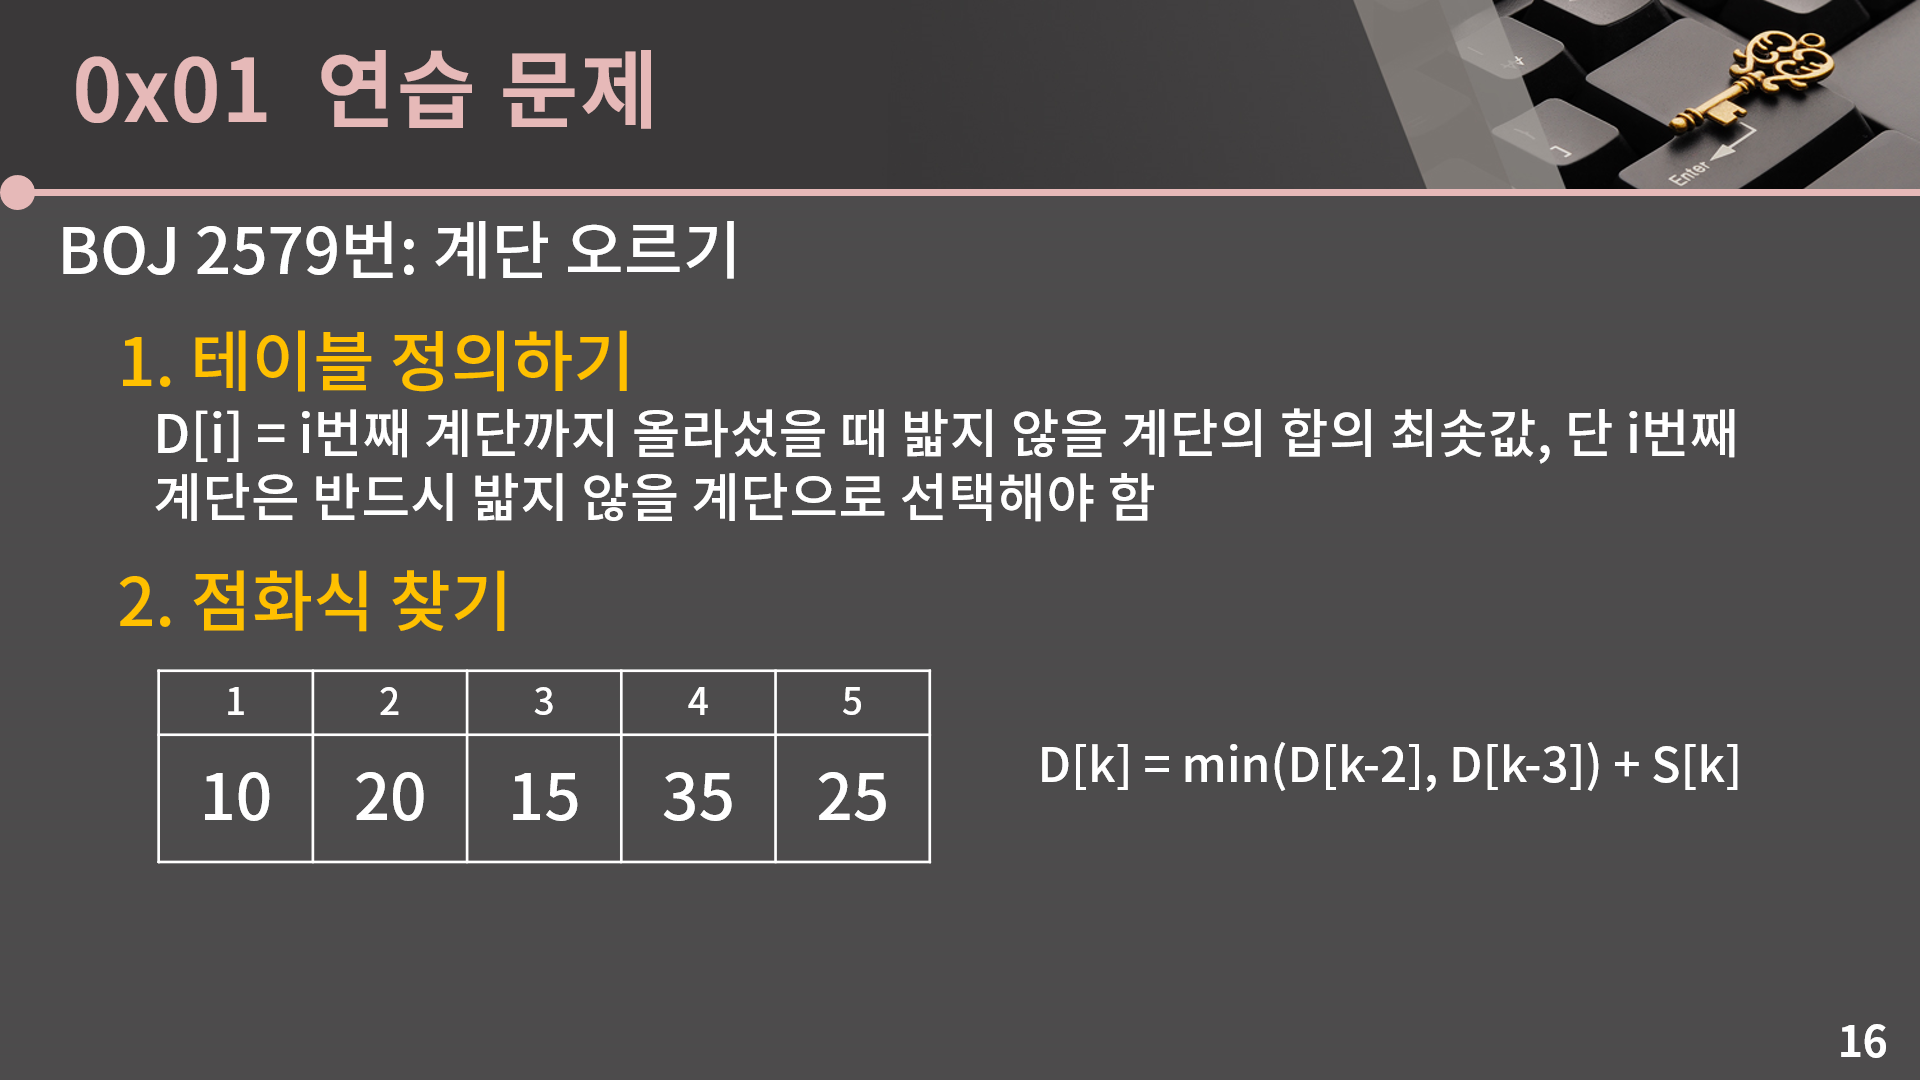 0x01 연습 문제
Enter
BOJ 2579번: 계단 오르기
1. 테이블 정의하기
D[i] = i번째 계단까지 올라섰을 때 밟지 않을 계단의 합의 최솟값, 단 i번째
계단은 반드시 밟지 않을 계단으로 선택해야 함
2. 점화식 찾기
1 2 3 4 5
10 20 15 35 25
D[k] = min(D[k-2], D[k-3]) + S[k]
16